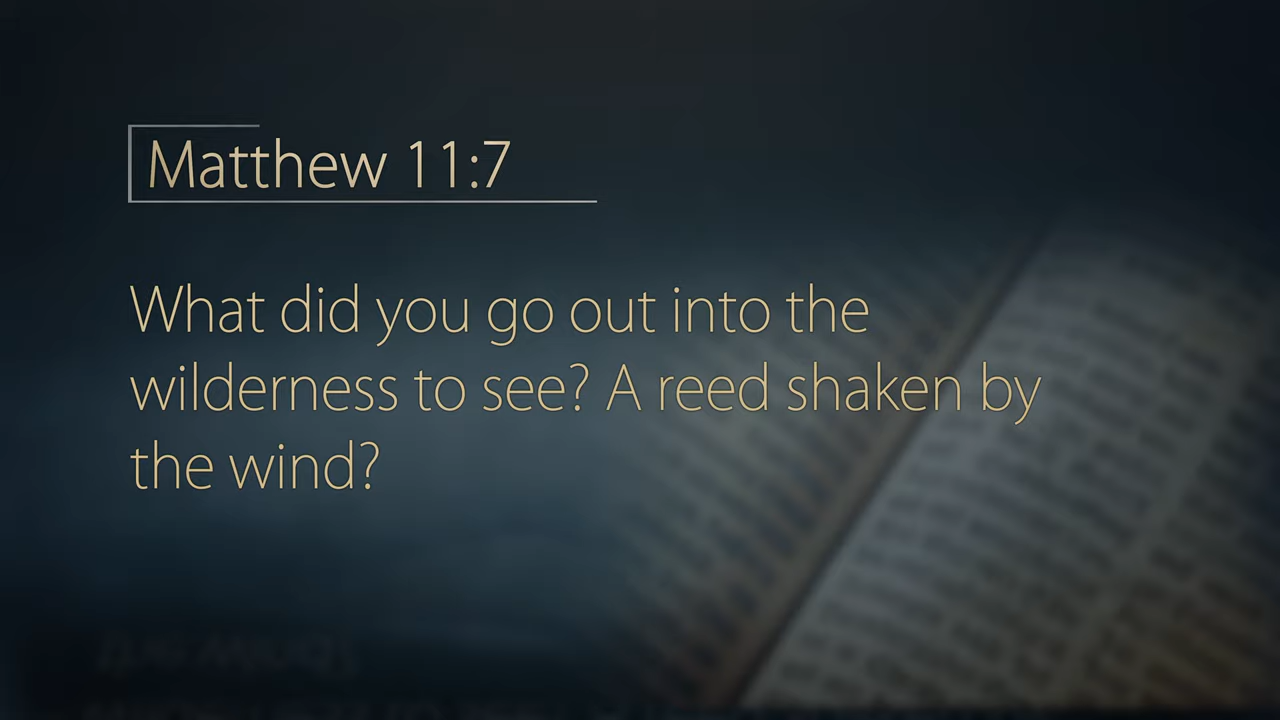 Matthew 11:7
What did you go out into the
wilderness to see? A reed shaken by
the wind?